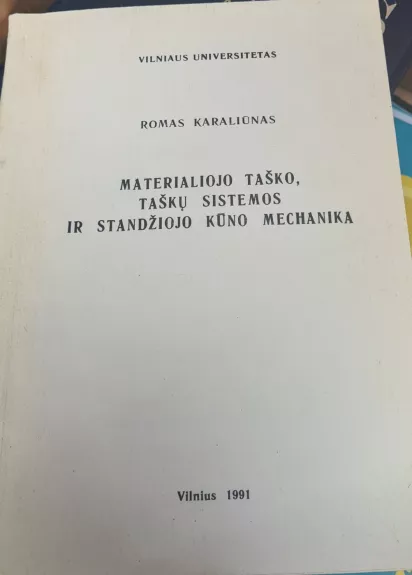 VILNIAUS UNIVERSITETAS
ROMAS KARALIŪNAS
MATERIALIOJO TAŠKO,
TAŠKŲ SISTEMOS
IR STANDŽIOJO KŪNO MECHANIKA
Vilnius 1991